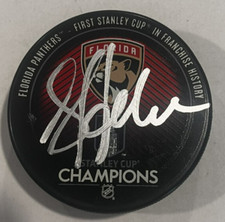 FLORIDA PANTHERS - FIRST STANLEY CUP® IN FRANCHISE HISTORY
FLORIDA
STANLEY CUP
CHAMPIONS
NHL